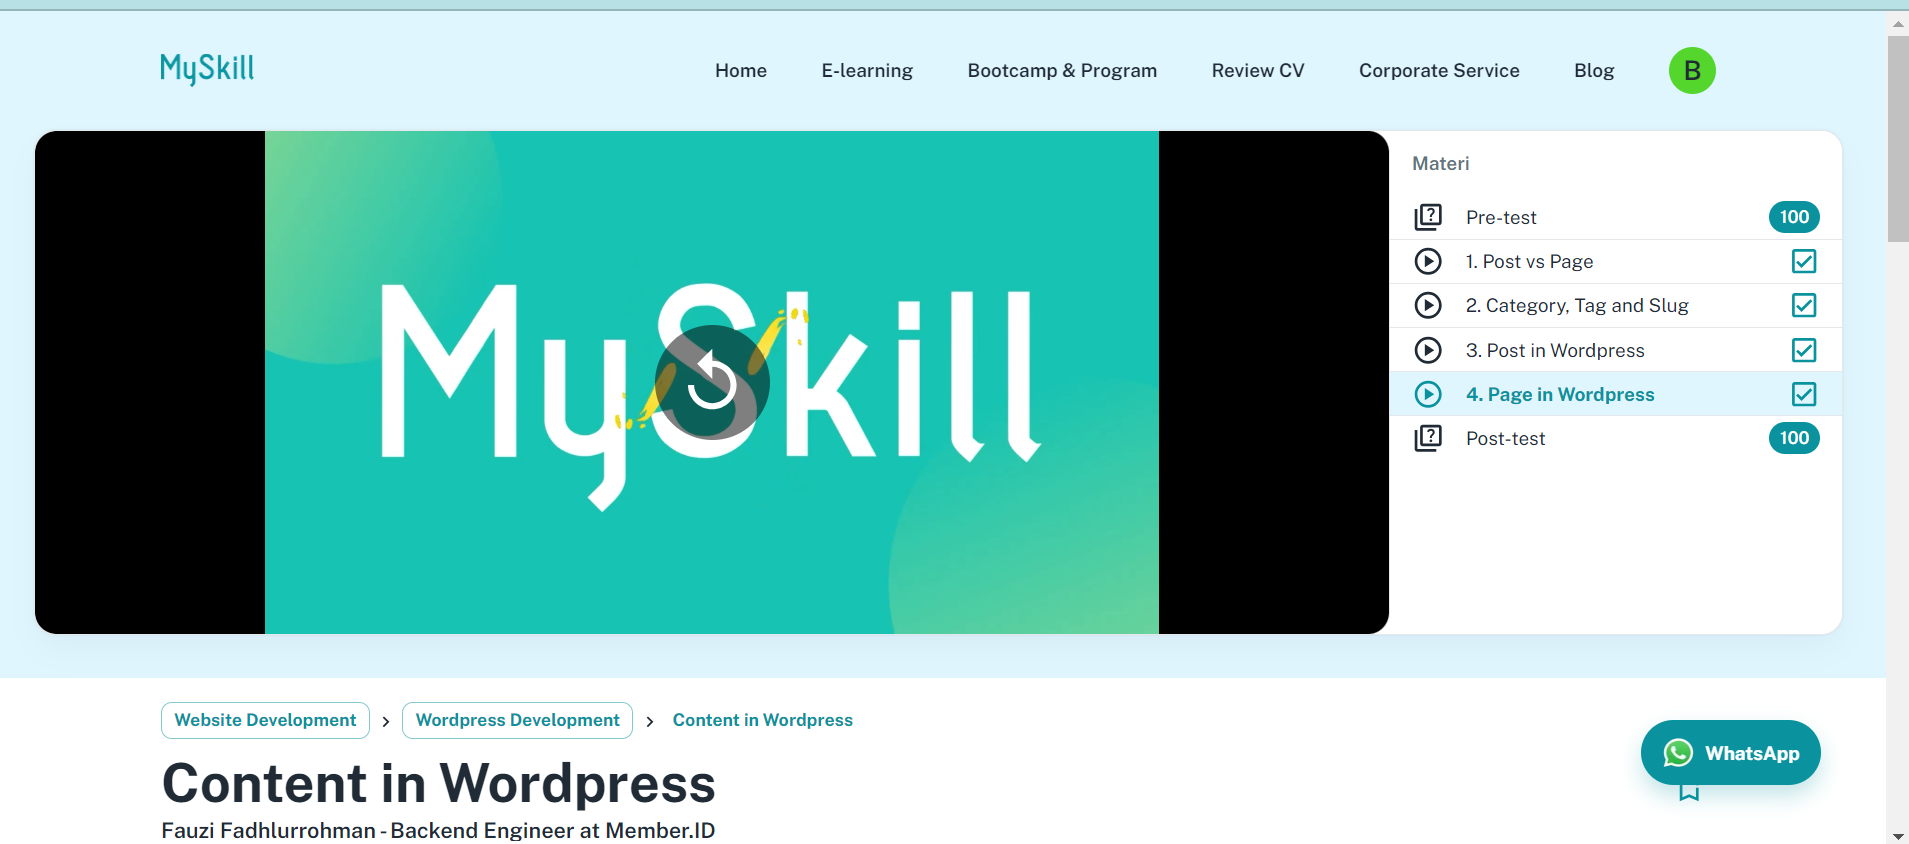 MySkill
Home
E-learning
Bootcamp & Program
Review CV
Corporate Service
Blog
B
MySkill
Materi
Pre-test
100
1. Post vs Page
2. Category, Tag and Slug
3. Post in Wordpress
4. Page in Wordpress
Post-test
100
Website Development > Wordpress Development > Content in Wordpress
Content in Wordpress
Fauzi Fadhlurrohman - Backend Engineer at Member.ID
WhatsApp